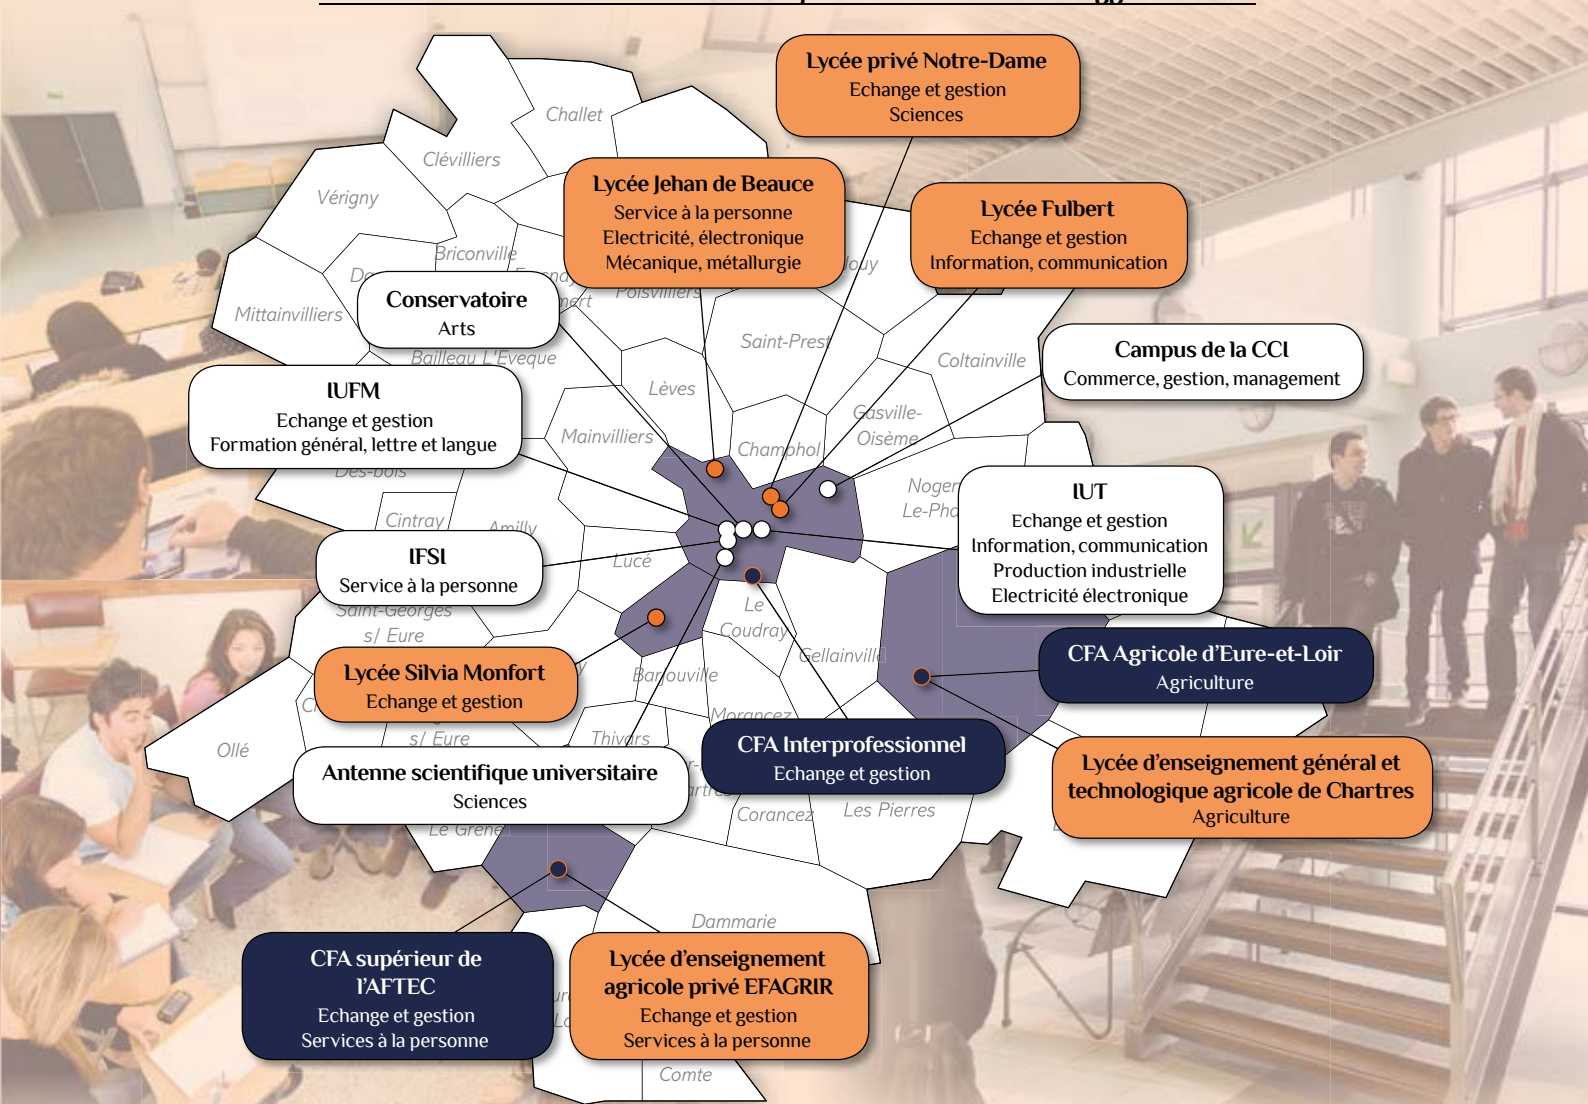 Lycée privé Notre-Dame
Echange et gestion
Sciences
Challet
Clévilliers
Vérigny
Lycée Jehan de Beauce
Service à la personne
Electricité, électronique
Mécanique, métallurgie
Lycée Fulbert
Echange et gestion
Information, communication
Briconville
Poisvilliers
Jouy
Mittainvilliers
Conservatoire
Arts
Saint-Prest
Bailleau L'Eveque
Coltainville
Campus de la CCI
Commerce, gestion, management
IUFM
Echange et gestion
Formation général, lettre et langue
Lèves
Gasville-
Oisème
Mainvilliers
Champhol
Des-bois
IUT
Echange et gestion
Information, communication
Production industrielle
Electricité électronique
Cintray
Amilly
IFSI
Service à la personne
Lucé
Saint-Georges
s/ Eure
Le
Coudray
Gellainville
CFA Agricole d'Eure-et-Loir
Agriculture
Lycée Silvia Monfort
Echange et gestion
Barjouville
Morancez
Ollé
s/ Eure
Thivars
CFA Interprofessionnel
Echange et gestion
Antenne scientifique universitaire
Sciences
Lycée d'enseignement général et
technologique agricole de Chartres
Agriculture
Corancez
Les Pierres
Dammarie
CFA supérieur de
l'AFTEC
Echange et gestion
Services à la personne
Lycée d'enseignement
agricole privé EFAGRIR
Echange et gestion
Services à la personne
Comte